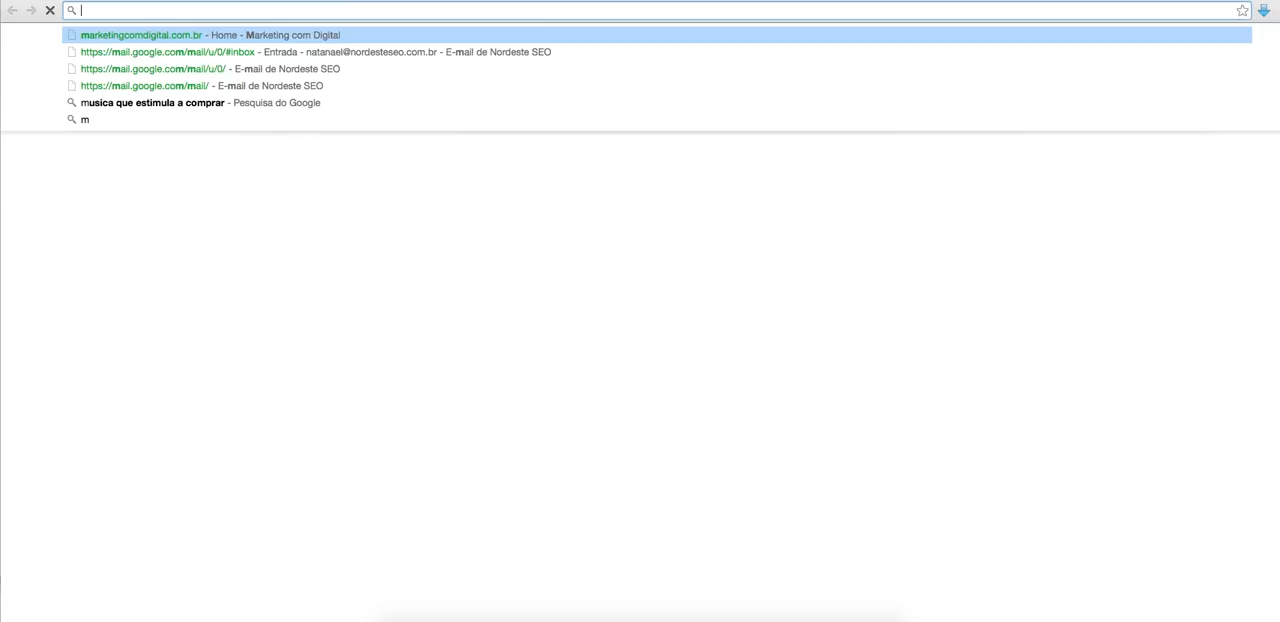 marketingcomdigital.com.br - Home - Marketing com Digital
https://mail.google.com/mail/u/0/#inbox - Entrada - natanael@nordesteseo.com.br - E-mail de Nordeste SEO
https://mail.google.com/mail/u/0/ - E-mail de Nordeste SEO
https://mail.google.com/mail/ - E-mail de Nordeste SEO
musica que estimula a comprar - Pesquisa do Google
m